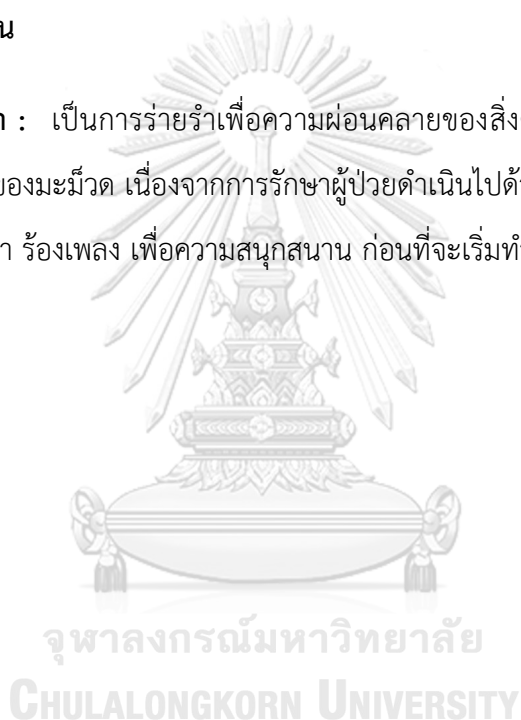 น
: เป็นการร่ายรำเพื่อความผ่อนคลายของสิ่ง
ของมะม็วด เนื่องจากการรักษาผู้ป่วยดำเนินไปด้
ร้องเพลง เพื่อความสนุกสนาน ก่อนที่จะเริ่มท
จุฬาลงกรณ์มหาวิทยาลัย
CHULALONGKORN UNIVERSITY